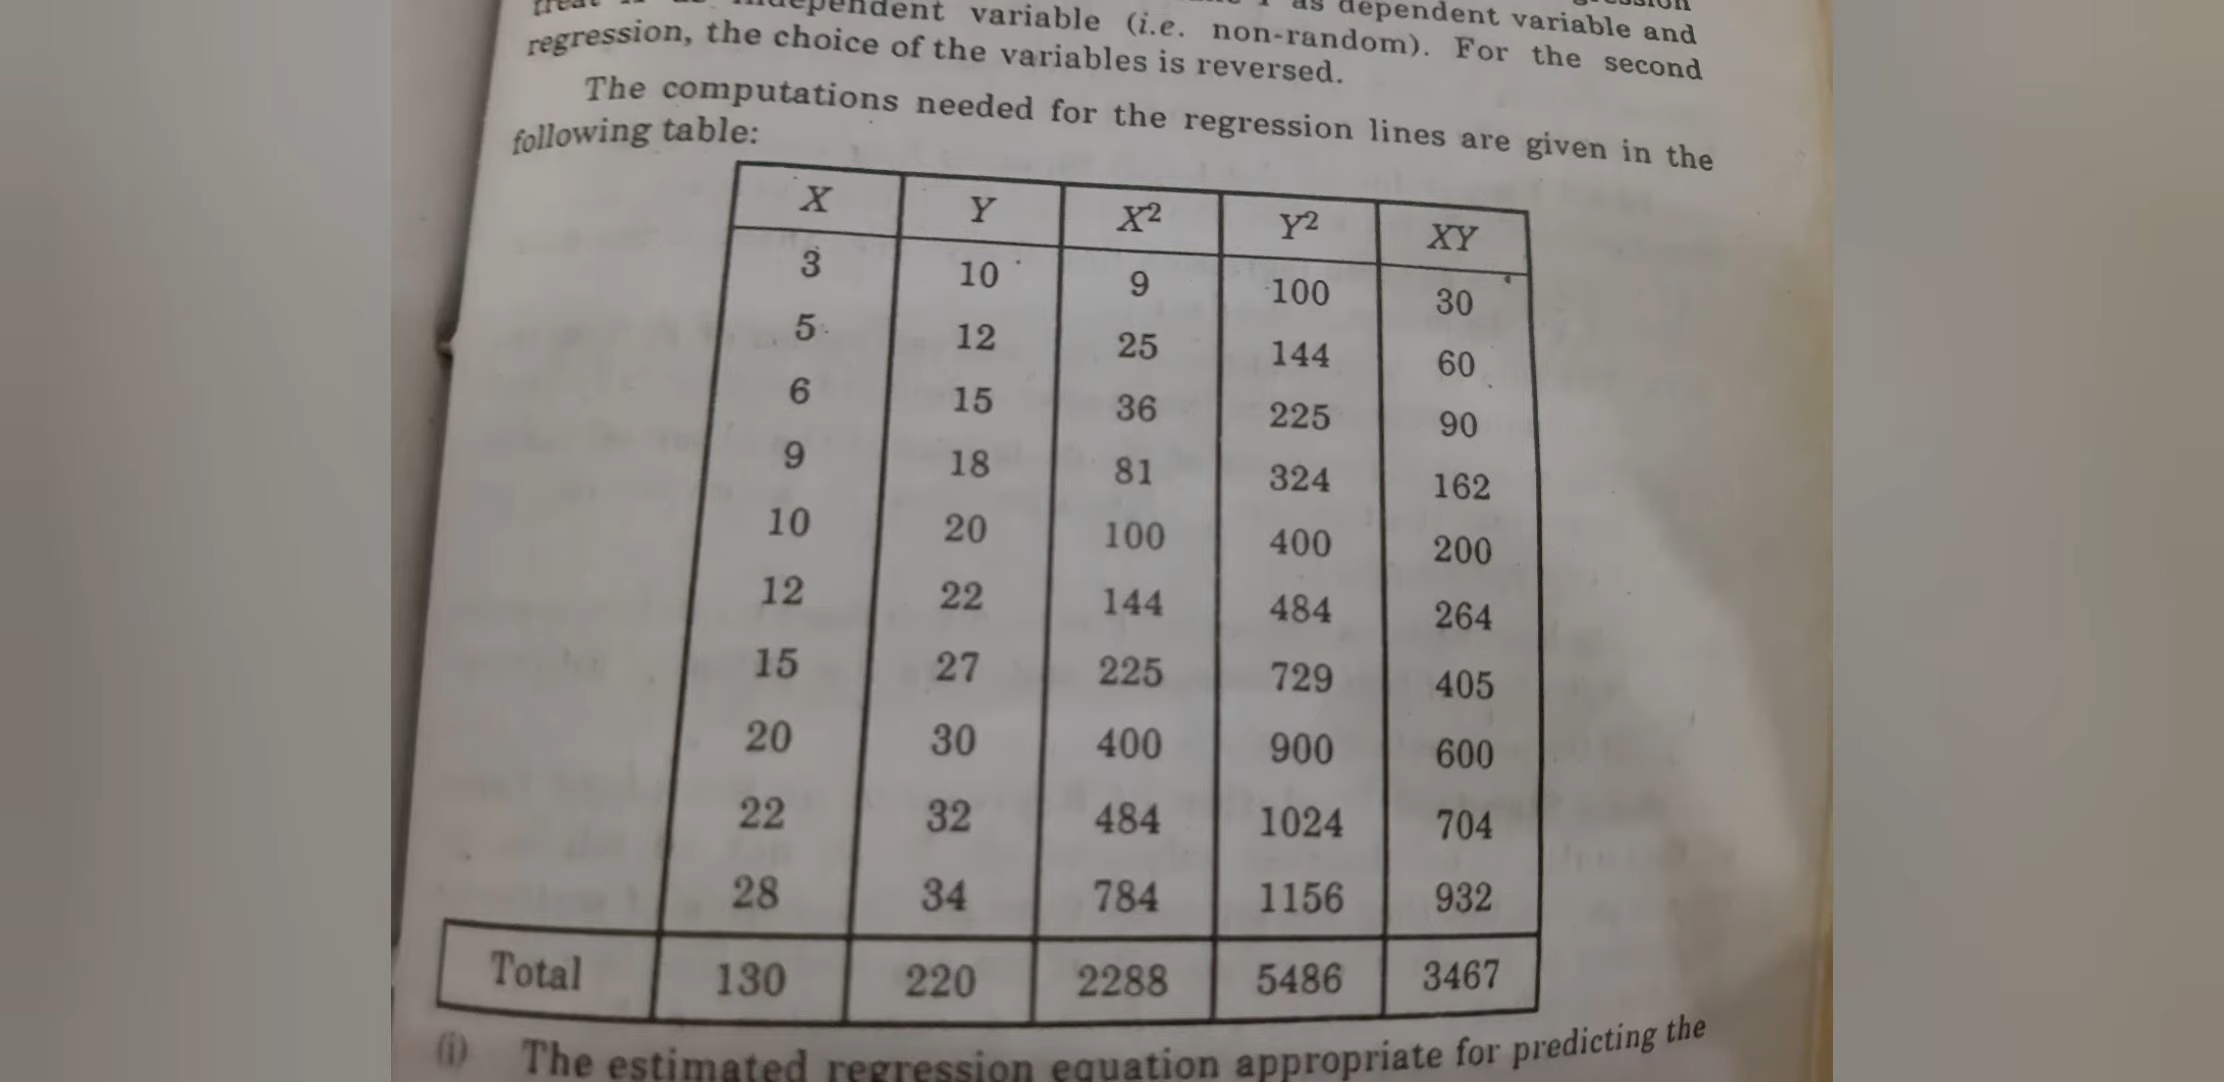 independent variable (i.e. non-random). For the second
as dependent variable and
regression, the choice of the variables is reversed.
The computations needed for the regression lines are given in the
following table:
X Y X² Y² XY
3 10 9 100 30
5 12 25 144 60
6 15 36 225 90
9 18 81 324 162
10 20 100 400 200
12 22 144 484 264
15 27 225 729 405
20 30 400 900 600
22 32 484 1024 704
28 34 784 1156 932
Total 130 220 2288 5486 3467
(i) The estimated regression equation appropriate for predicting the